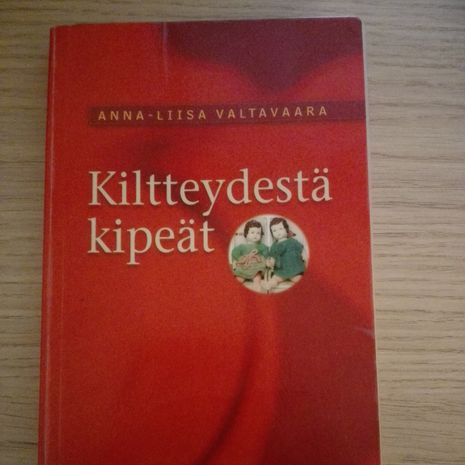 ANNA-LIISA VALTAVAARA
Kiltteydestä
kipeät